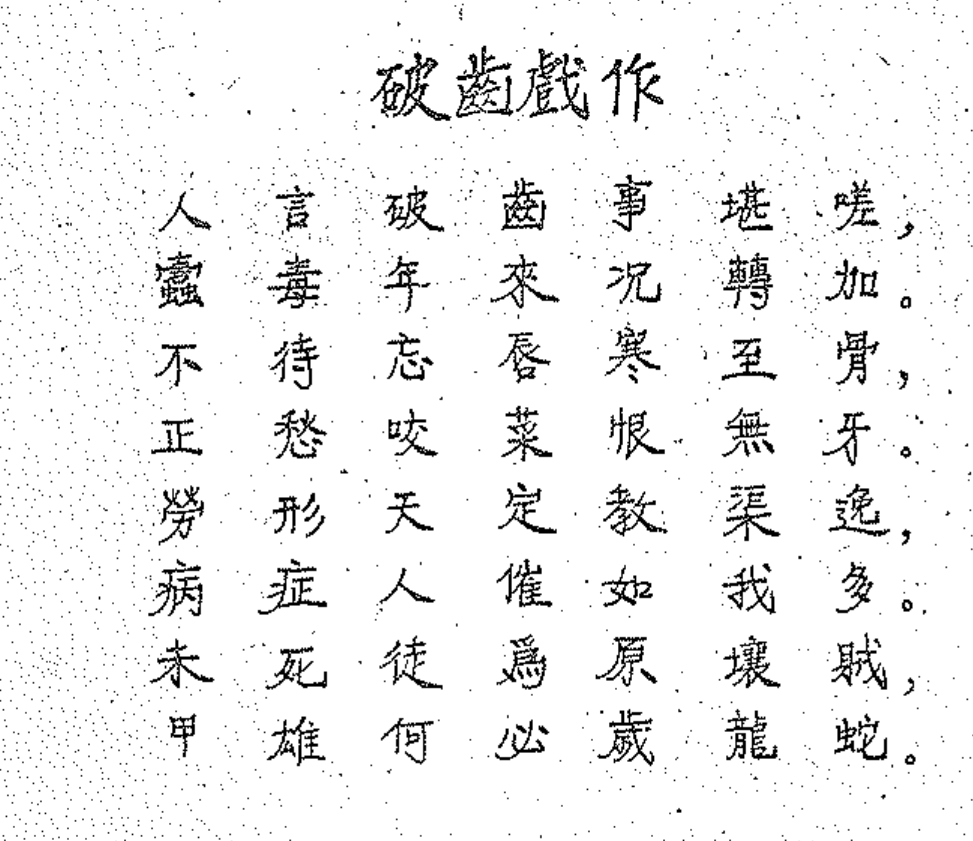 破齒戲作
人言破齒事堪嗟，
蠹毒年來況轉加。
不待忘唇寒至骨，
正愁咬菜恨無牙。
勞形天定教渠逸，
病症人催如我多。
未死徒為原壤賊，
甲雄何必歲龍蛇。